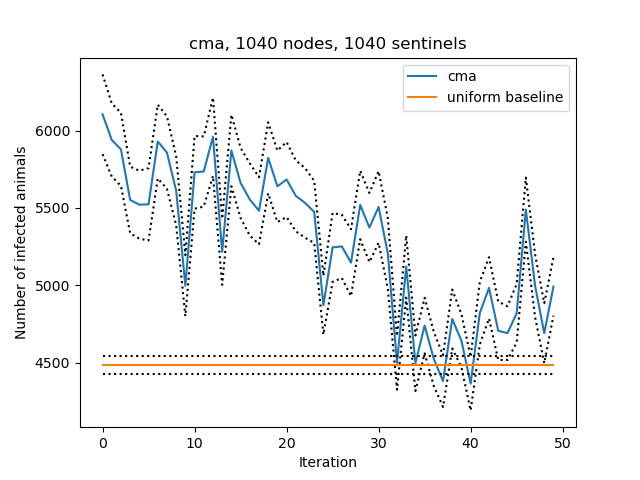 cma, 1040 nodes, 1040 sentinels
cma
uniform baseline
6000
5500
5000
4500
Number of infected animals
0 10 20 30 40 50
Iteration